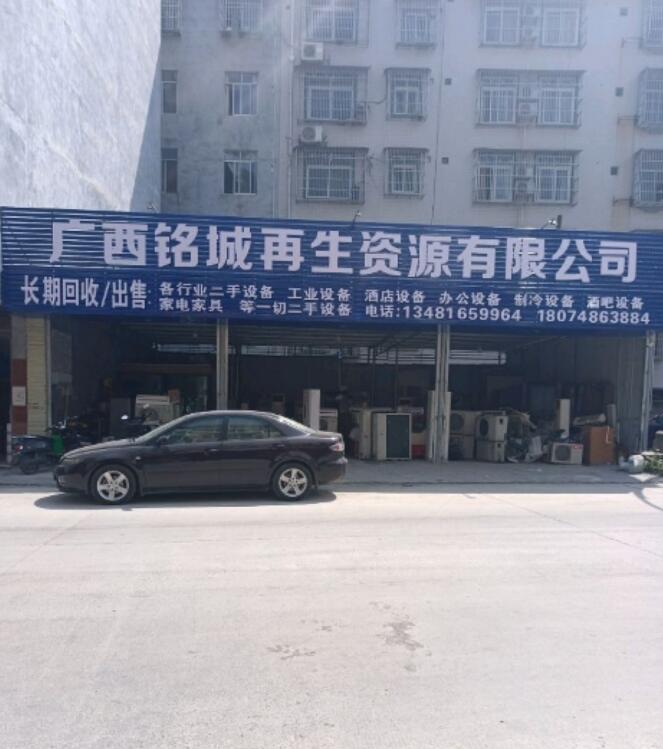 广西铭城再生资源有限公司
长期回收/出售 各行业二手设备 工业设备 酒店设备 办公设备 制冷设备 酒吧设备
家电家具 等一切二手设备 电话:13481659964 18074863884